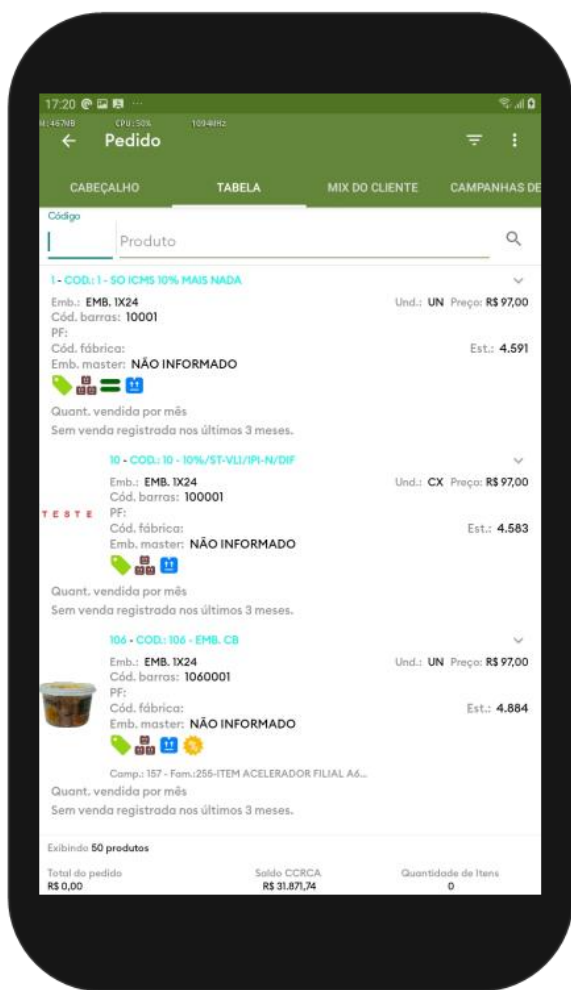 17:20
M:467MB CPU:50% 1094MHz
Pedido
CABEÇALHO TABELA MIX DO CLIENTE CAMPANHAS DE
Código
Produto
1 - COD.: 1 - SO ICMS 10% MAIS NADA
Emb.: EMB. 1X24 Und.: UN Preço: R$ 97,00
Cód. barras: 10001
PF:
Cód. fábrica: Est.: 4.591
Emb. master: NÃO INFORMADO
Quant. vendida por mês
Sem venda registrada nos últimos 3 meses.
10 - COD.: 10 - 10%/ST-VLI/IPI-N/DIF
Emb.: EMB. 1X24 Und.: CX Preço: R$ 97,00
Cód. barras: 100001
TESTE PF:
Cód. fábrica: Est.: 4.583
Emb. master: NÃO INFORMADO
Quant. vendida por mês
Sem venda registrada nos últimos 3 meses.
106 - COD.: 106 - EMB. CB
Emb.: EMB. 1X24 Und.: UN Preço: R$ 97,00
Cód. barras: 1060001
PF:
Cód. fábrica: Est.: 4.884
Emb. master: NÃO INFORMADO
Camp.: 157 - Fam.:255-ITEM ACELERADOR FILIAL A6...
Quant. vendida por mês
Sem venda registrada nos últimos 3 meses.
Exibindo 50 produtos
Total do pedido Saldo CCRCA Quantidade de Itens
R$ 0,00 R$ 31.871,74 0